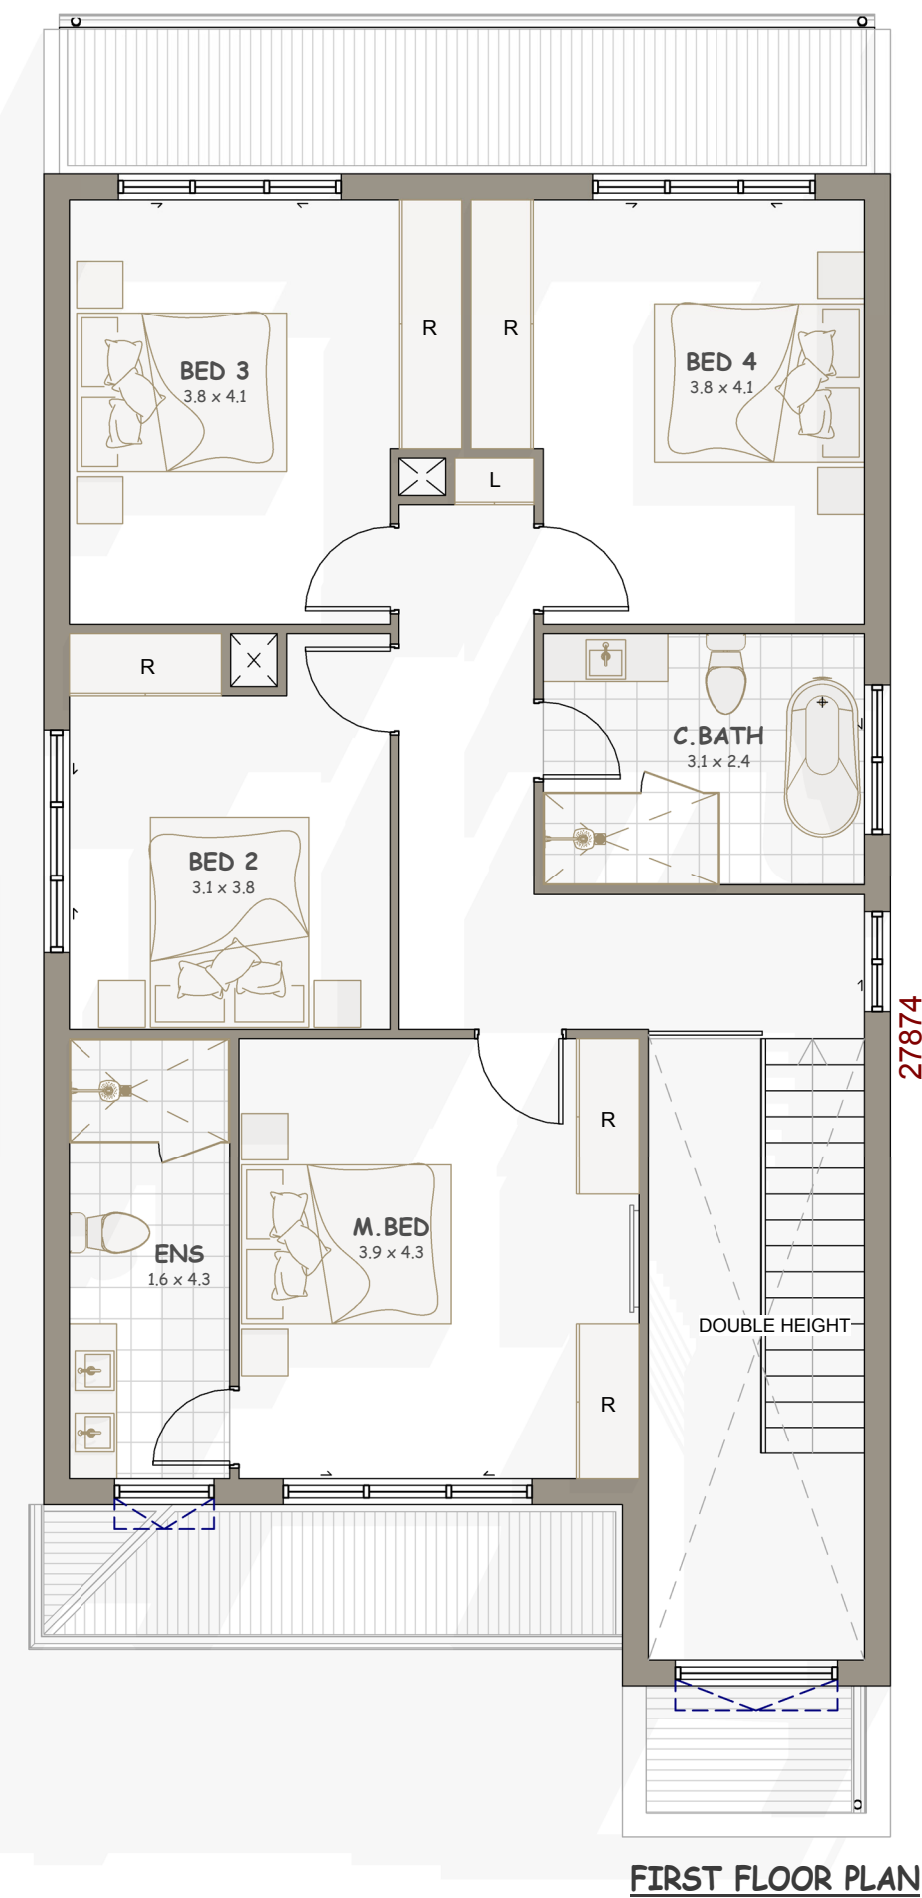 R
R
BED 3
3.8 x 4.1
BED 4
3.8 x 4.1
L
R
X
C.BATH
3.1 x 2.4
BED 2
3.1 x 3.8
27874
R
M.BED
3.9 x 4.3
ENS
1.6 x 4.3
DOUBLE HEIGHT
R
FIRST FLOOR PLAN